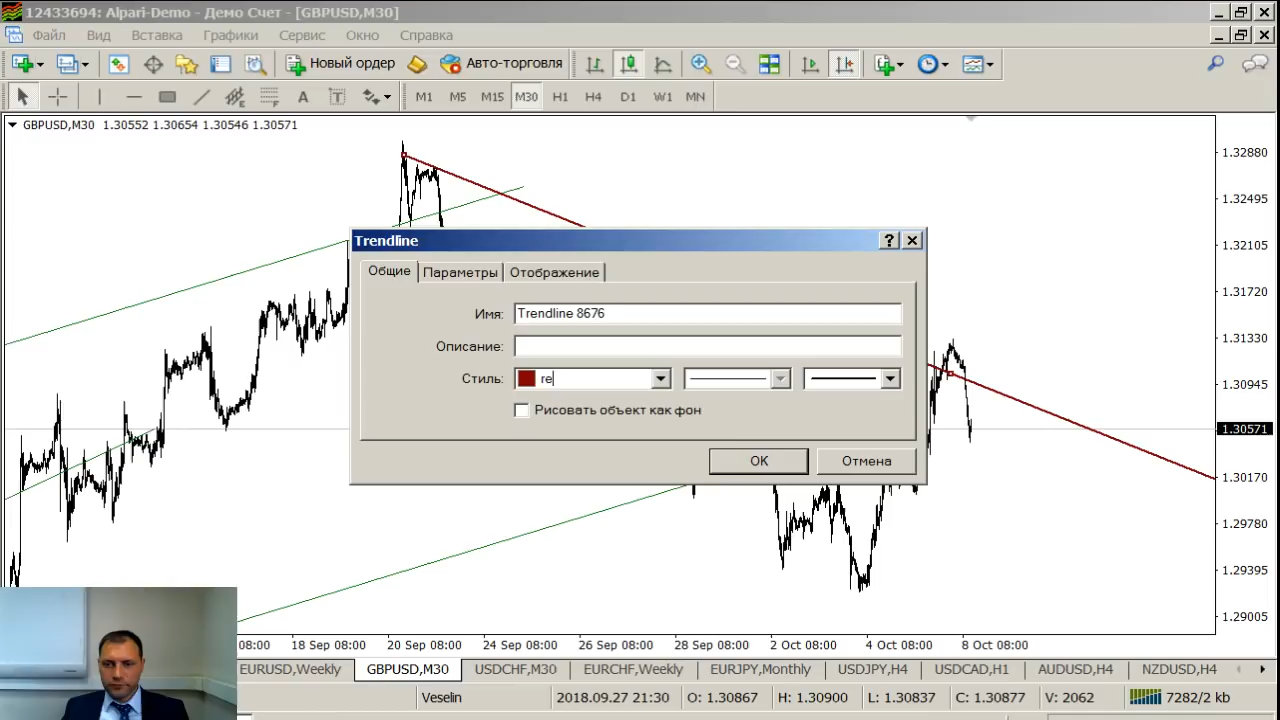 12433694: Alpari-Demo - Демо Счет - [GBPUSD,M30]
Файл Вид Вставка Графики Сервис Окно Справка
Новый ордер Авто-торговля
A T M1 M5 M15 M30 H1 H4 D1 W1 MN
GBPUSD,M30 1.30552 1.30654 1.30546 1.30571
1.32880
1.32495
1.32105
1.31720
1.31330
1.30945
1.30571
1.30170
1.29780
1.29395
1.29005
Trendline
Общие Параметры Отображение
Имя: Trendline 8676
Описание:
Стиль: re
Рисовать объект как фон
OK Отмена
08:00 18 Sep 08:00 20 Sep 08:00 24 Sep 08:00 26 Sep 08:00 28 Sep 08:00 2 Oct 08:00 4 Oct 08:00 8 Oct 08:00
EURUSD,Weekly GBPUSD,M30 USDCHF,M30 EURCHF,Weekly EURJPY,Monthly USDJPY,H4 USDCAD,H1 AUDUSD,H4 NZDUSD,H4
Veselin 2018.09.27 21:30 O: 1.30867 H: 1.30900 L: 1.30837 C: 1.30877 V: 2062 7282/2 kb